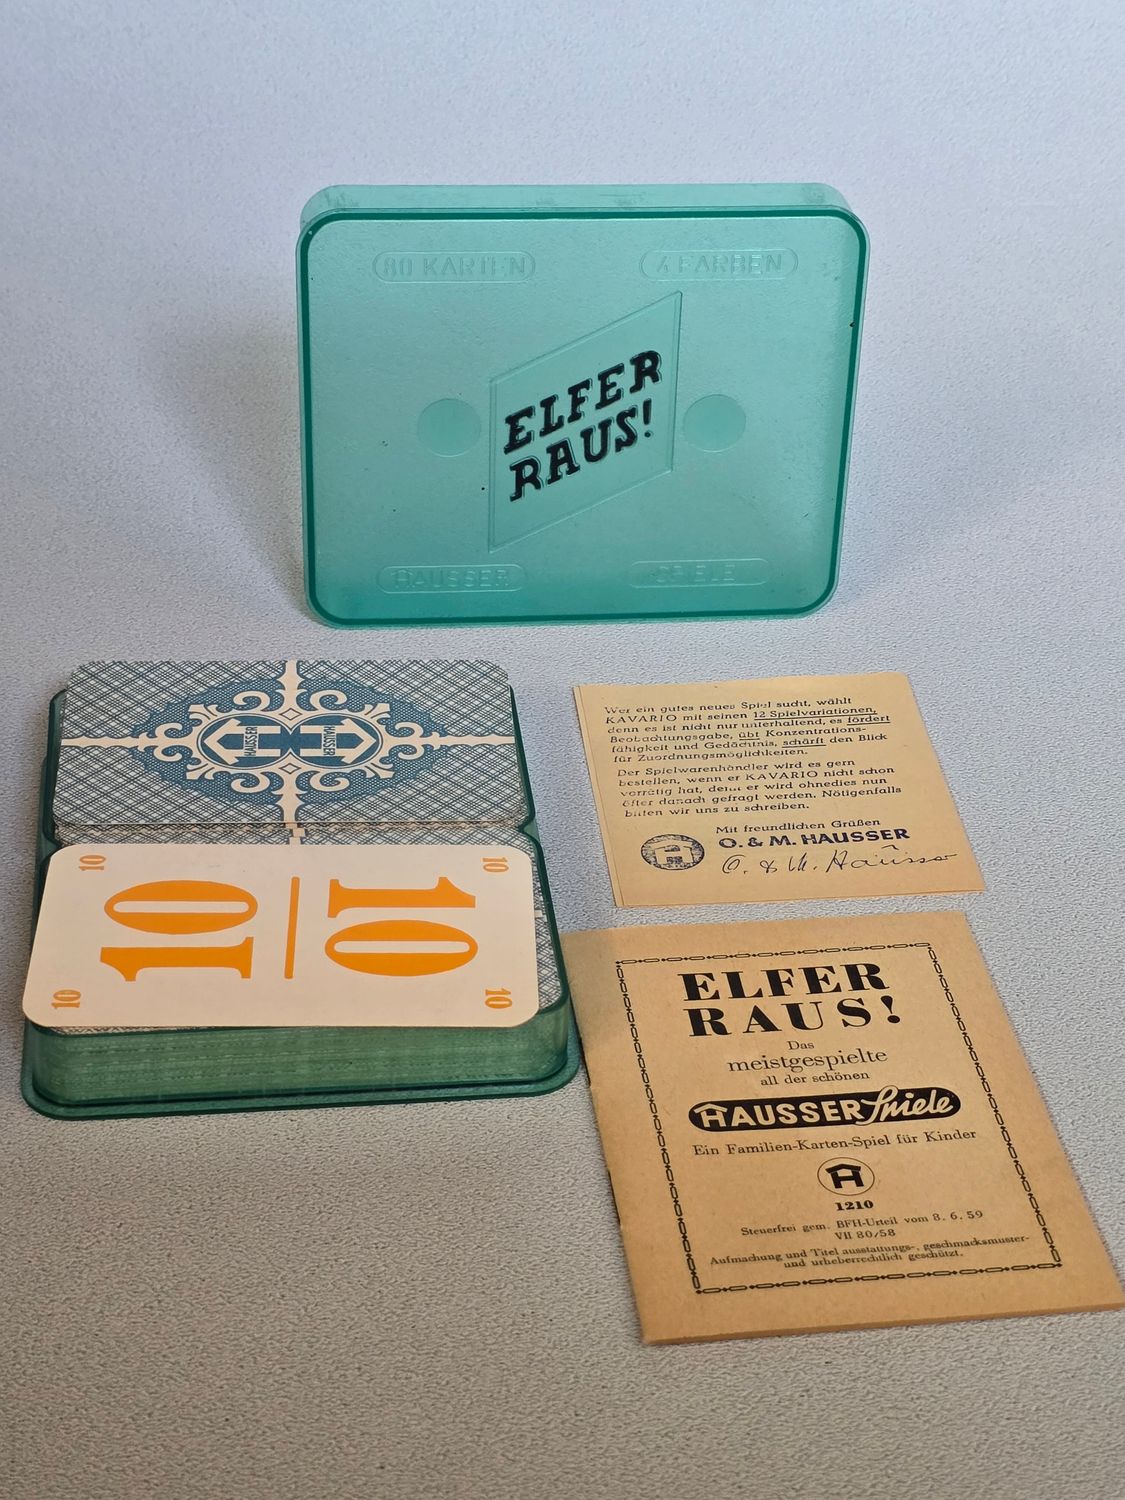 80 KARTEN
4 FARBEN
ELFER
RAUS!
HAUSSER
SPIELE
HAUSSER
HAUSSER
10
10
10
10
10
10
Wer ein gutes neues Spiel sucht, wählt
KAVARIO mit seinen 12 Spielvariationen,
denn es ist nicht nur unterhaltend, es fördert
Beobachtungsgabe, übt Konzentrations-
fähigkeit und Gedächtnis, schärft den Blick
für Zuordnungsmöglichkeiten.
Der Spielwarenhändler wird es gern
bestellen, wenn er KAVARIO nicht schon
vorrätig hat, denn er wird ohnedies nun
öfter danach gefragt werden. Nötigenfalls
bitten wir uns zu schreiben.
Mit freundlichen Grüßen
O. & M. HAUSSER
O. & M. Hausser
ELFER
RAUS!
Das
meistgespielte
all der schönen
HAUSSER Spiele
Ein Familien-Karten-Spiel für Kinder
H
1210
Steuerfrei gem. BFH-Urteil vom 8. 6. 59
VII 80/58
Aufmachung und Titel ausstattungs-, geschmacksmuster-
und urheberrechtlich geschützt.